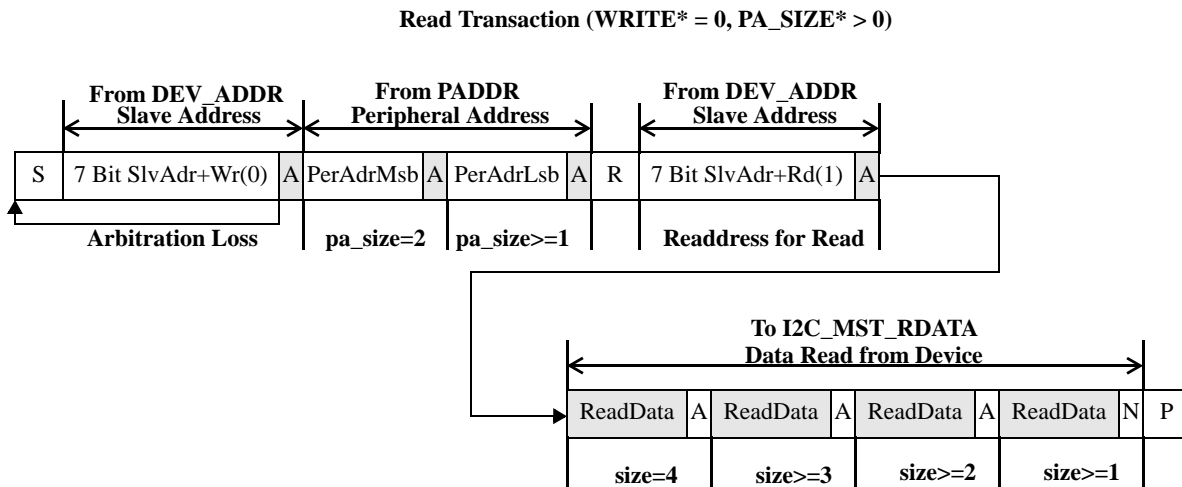 Read Transaction (WRITE* = 0, PA_SIZE* > 0)
From DEV_ADDR From PADDR From DEV_ADDR
Slave Address Peripheral Address Slave Address
S 7 Bit SlvAdr+Wr(0) A PerAdrMsb A PerAdrLsb A R 7 Bit SlvAdr+Rd(1) A
Arbitration Loss pa_size=2 pa_size>=1 Readdress for Read
To I2C_MST_RDATA
Data Read from Device
ReadData A ReadData A ReadData A ReadData N P
size=4 size>=3 size>=2 size>=1